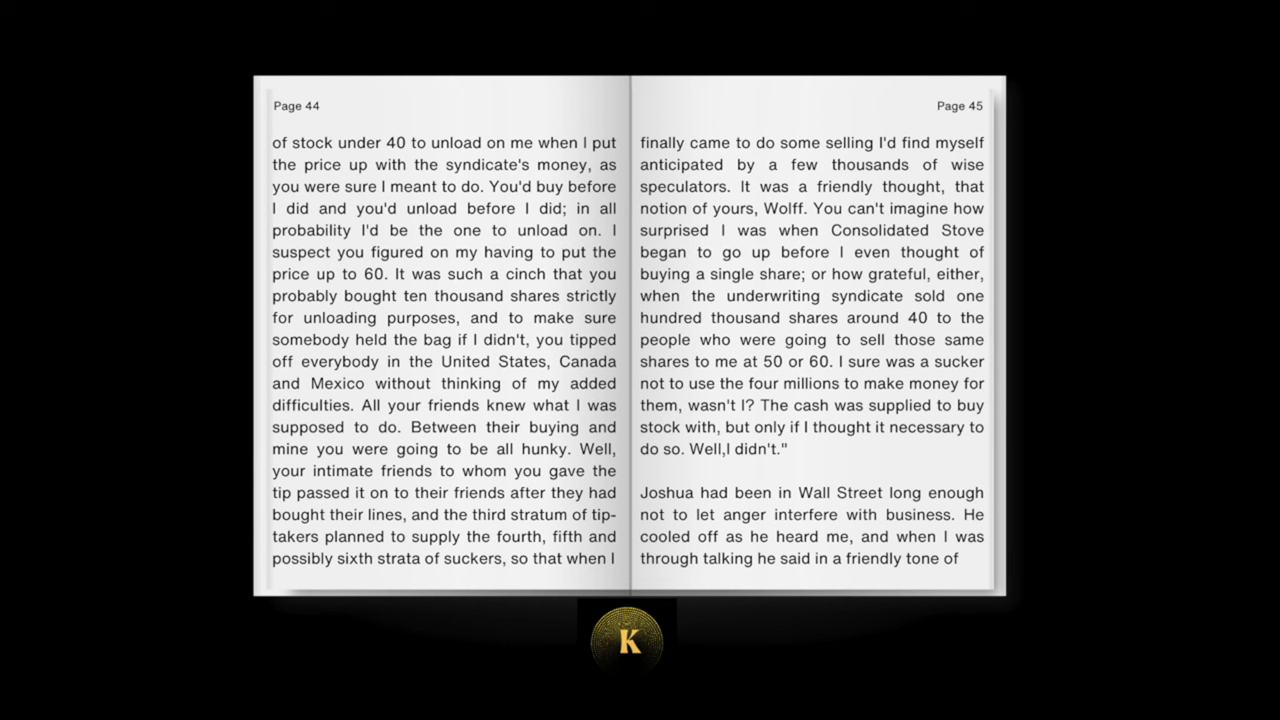 Page 44
of stock under 40 to unload on me when I put
the price up with the syndicate's money, as
you were sure I meant to do. You'd buy before
I did and you'd unload before I did; in all
probability I'd be the one to unload on. I
suspect you figured on my having to put the
price up to 60. It was such a cinch that you
probably bought ten thousand shares strictly
for unloading purposes, and to make sure
somebody held the bag if I didn't, you tipped
off everybody in the United States, Canada
and Mexico without thinking of my added
difficulties. All your friends knew what I was
supposed to do. Between their buying and
mine you were going to be all hunky. Well,
your intimate friends to whom you gave the
tip passed it on to their friends after they had
bought their lines, and the third stratum of tip-
takers planned to supply the fourth, fifth and
possibly sixth strata of suckers, so that when I
Page 45
finally came to do some selling I'd find myself
anticipated by a few thousands of wise
speculators. It was a friendly thought, that
notion of yours, Wolff. You can't imagine how
surprised I was when Consolidated Stove
began to go up before I even thought of
buying a single share; or how grateful, either,
when the underwriting syndicate sold one
hundred thousand shares around 40 to the
people who were going to sell those same
shares to me at 50 or 60. I sure was a sucker
not to use the four millions to make money for
them, wasn't I? The cash was supplied to buy
stock with, but only if I thought it necessary to
do so. Well,I didn't."
Joshua had been in Wall Street long enough
not to let anger interfere with business. He
cooled off as he heard me, and when I was
through talking he said in a friendly tone of
K